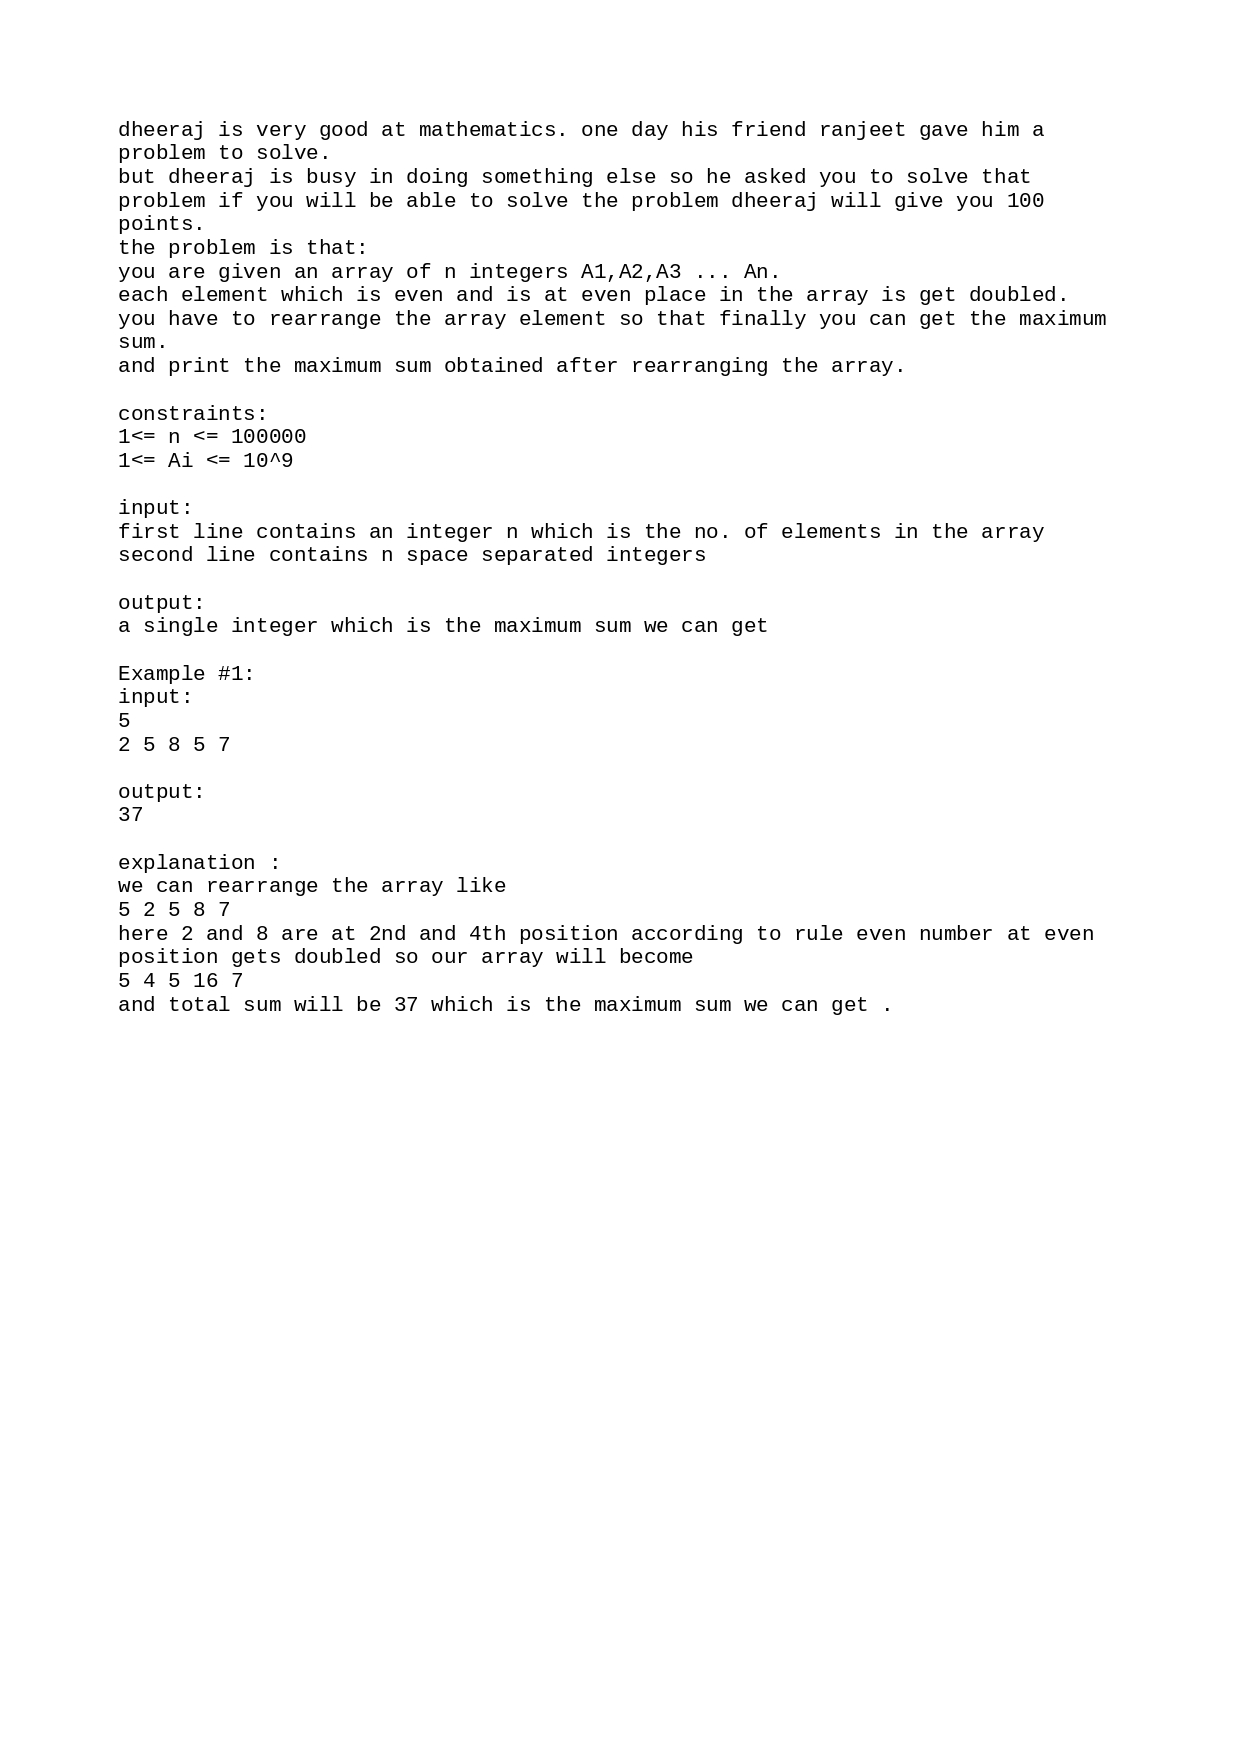 dheeraj is very good at mathematics. one day his friend ranjeet gave him a
problem to solve.
but dheeraj is busy in doing something else so he asked you to solve that
problem if you will be able to solve the problem dheeraj will give you 100
points.
the problem is that:
you are given an array of n integers A1,A2,A3 ... An.
each element which is even and is at even place in the array is get doubled.
you have to rearrange the array element so that finally you can get the maximum
sum.
and print the maximum sum obtained after rearranging the array.

constraints:
1<= n <= 100000
1<= Ai <= 10^9

input:
first line contains an integer n which is the no. of elements in the array
second line contains n space separated integers

output:
a single integer which is the maximum sum we can get

Example #1:
input:
5
2 5 8 5 7

output:
37

explanation :
we can rearrange the array like
5 2 5 8 7
here 2 and 8 are at 2nd and 4th position according to rule even number at even
position gets doubled so our array will become
5 4 5 16 7
and total sum will be 37 which is the maximum sum we can get .